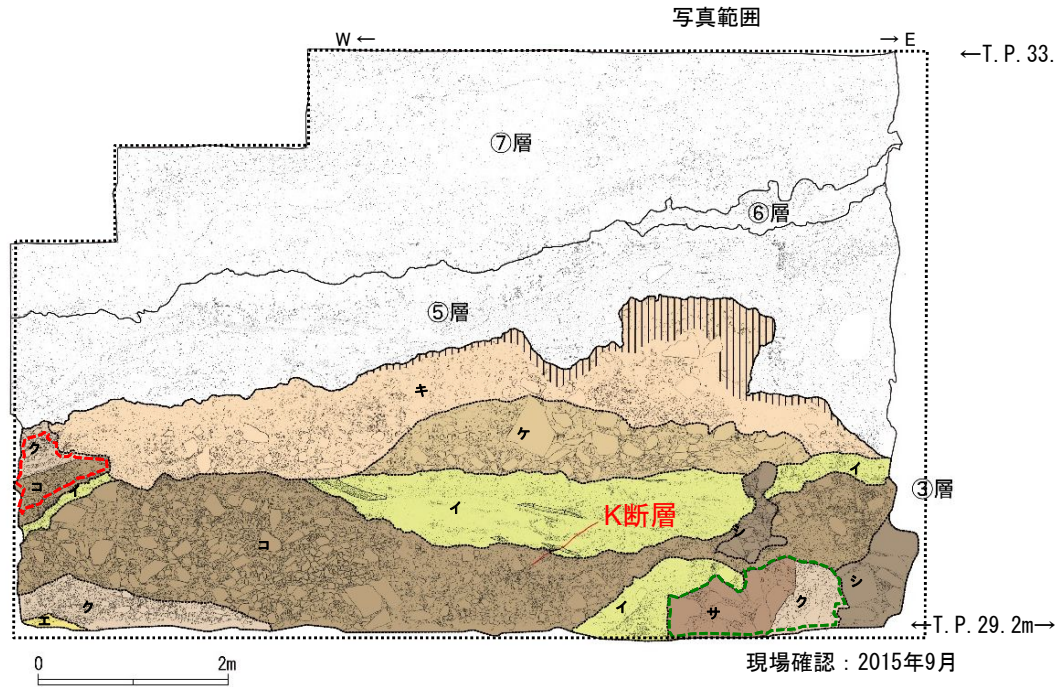 写真範囲
W ←
→ E
←T.P.33.
⑦層
⑥層
⑤層
キ
ケ
ク
コ
イ
イ
イ
③層
K断層
コ
シ
ク
エ
イ
サ
ク
シ
←T.P.29.2m→
0
2m
現場確認：2015年9月